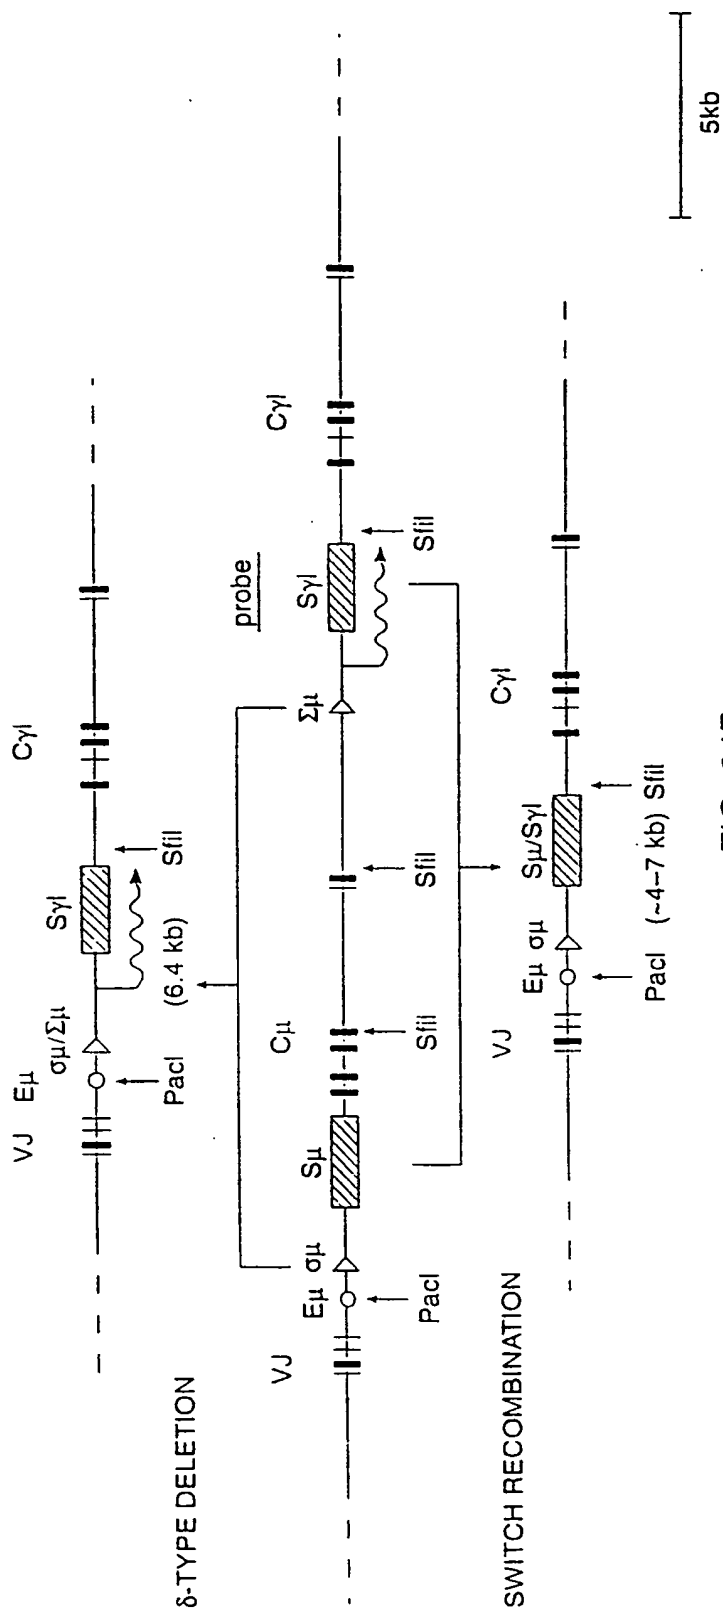 VJ Eμ σμ/Σμ Sγl Cγl
PacI (6.4 kb) SfiI
δ-TYPE DELETION
probe
VJ Eμ σμ Sμ Cμ Σμ Sγl Cγl
PacI SfiI SfiI SfiI
SWITCH RECOMBINATION
VJ Eμ σμ Sμ/Sγl Cγl
PacI (~4–7 kb) SfiI
5kb